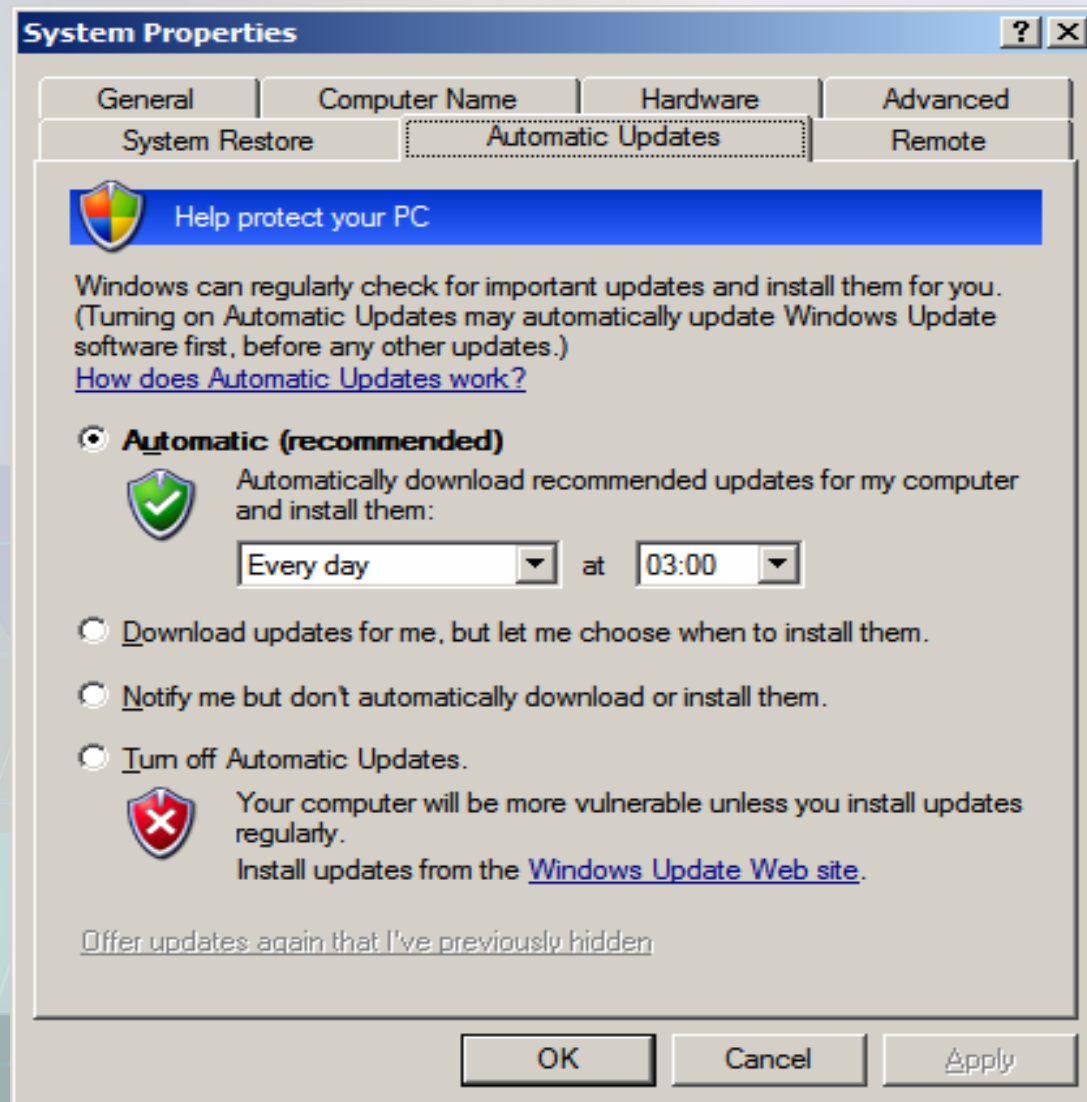 System Properties
General Computer Name Hardware Advanced
System Restore Automatic Updates Remote
Help protect your PC
Windows can regularly check for important updates and install them for you.
(Turning on Automatic Updates may automatically update Windows Update
software first, before any other updates.)
How does Automatic Updates work?
Automatic (recommended)
Automatically download recommended updates for my computer
and install them:
Every day at 03:00
Download updates for me, but let me choose when to install them.
Notify me but don't automatically download or install them.
Turn off Automatic Updates.
Your computer will be more vulnerable unless you install updates
regularly.
Install updates from the Windows Update Web site.
Offer updates again that I've previously hidden
OK Cancel Apply